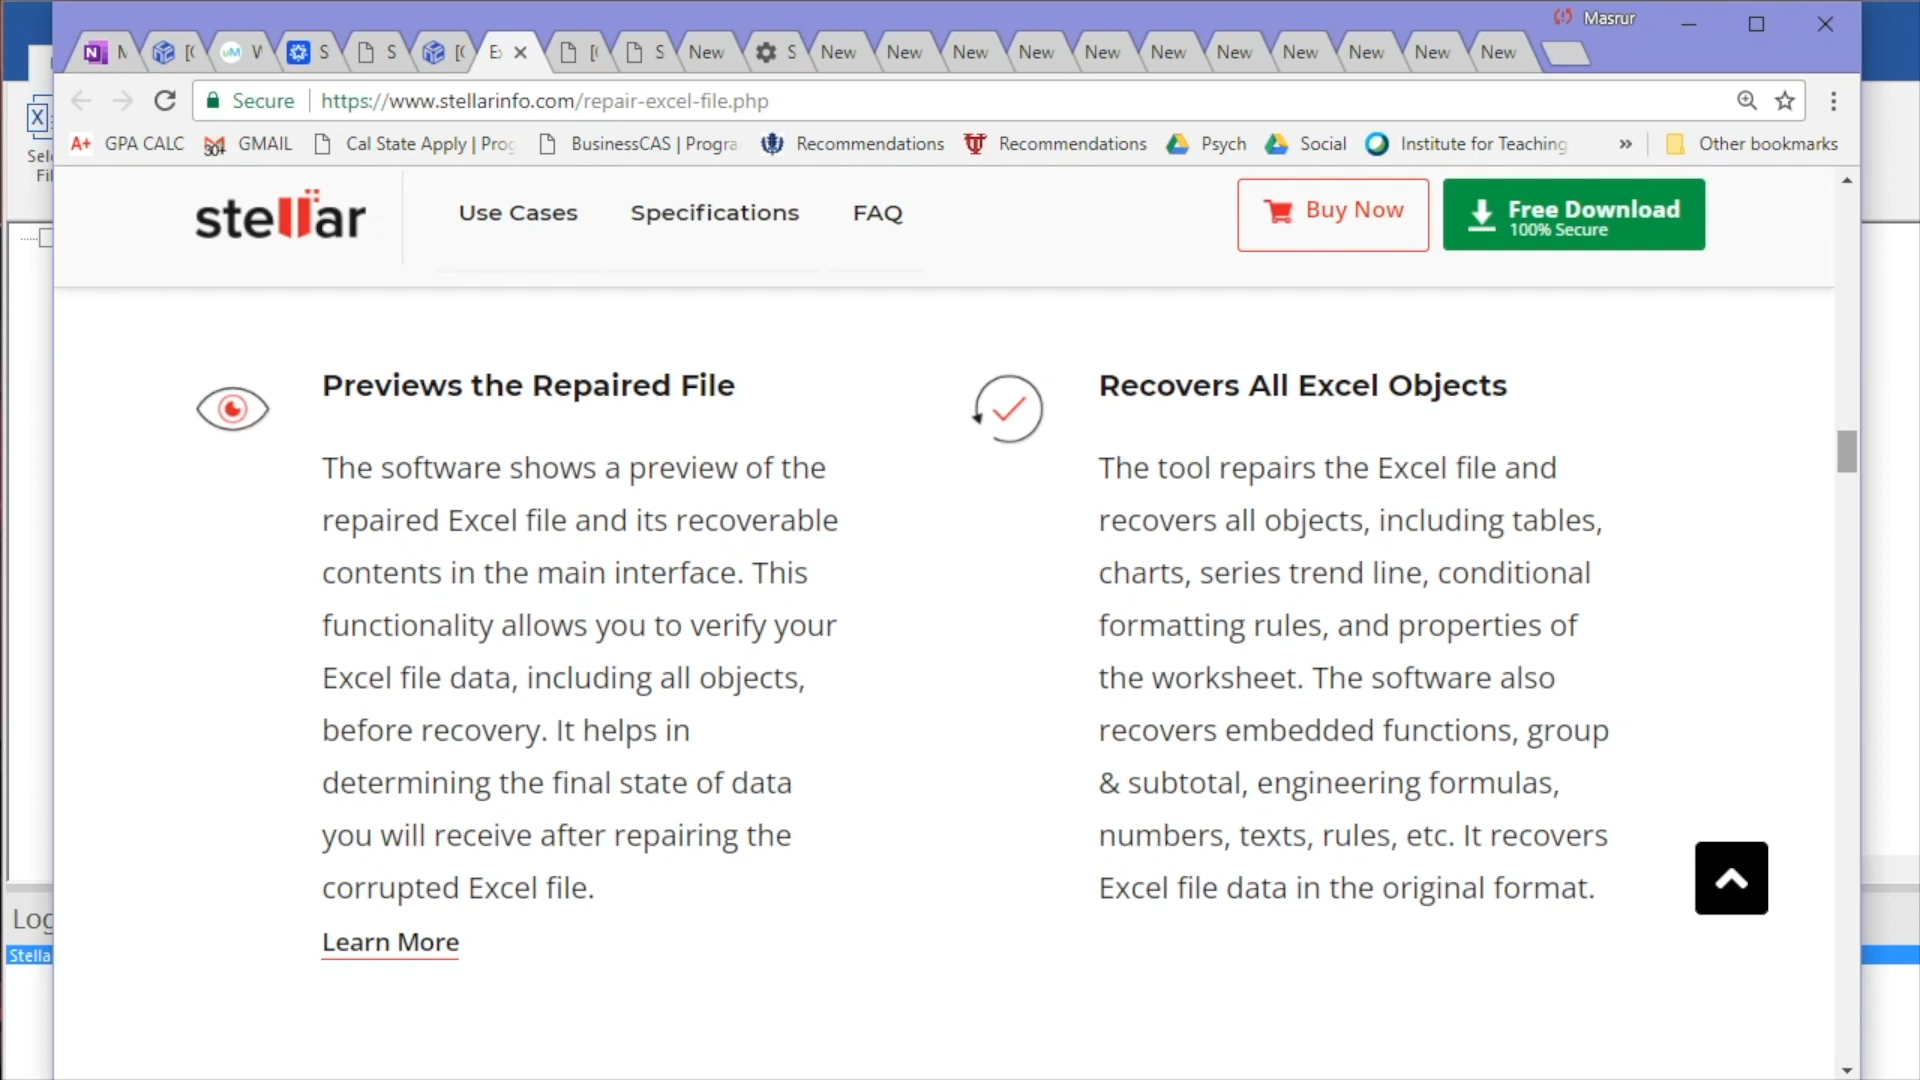 Masrur
N
[(
W
S
S
[(
Ex
[(
S
New
S
New
New
New
New
New
New
New
New
New
New
New
Secure
https://www.stellarinfo.com/repair-excel-file.php
A+ GPA CALC
30+ GMAIL
Cal State Apply | Prog
BusinessCAS | Progra
Recommendations
Recommendations
Psych
Social
Institute for Teaching
»
Other bookmarks
Sele
Fil
stellar
Use Cases
Specifications
FAQ
Buy Now
Free Download
100% Secure
Previews the Repaired File
The software shows a preview of the
repaired Excel file and its recoverable
contents in the main interface. This
functionality allows you to verify your
Excel file data, including all objects,
before recovery. It helps in
determining the final state of data
you will receive after repairing the
corrupted Excel file.
Learn More
Recovers All Excel Objects
The tool repairs the Excel file and
recovers all objects, including tables,
charts, series trend line, conditional
formatting rules, and properties of
the worksheet. The software also
recovers embedded functions, group
& subtotal, engineering formulas,
numbers, texts, rules, etc. It recovers
Excel file data in the original format.
Log
Stella